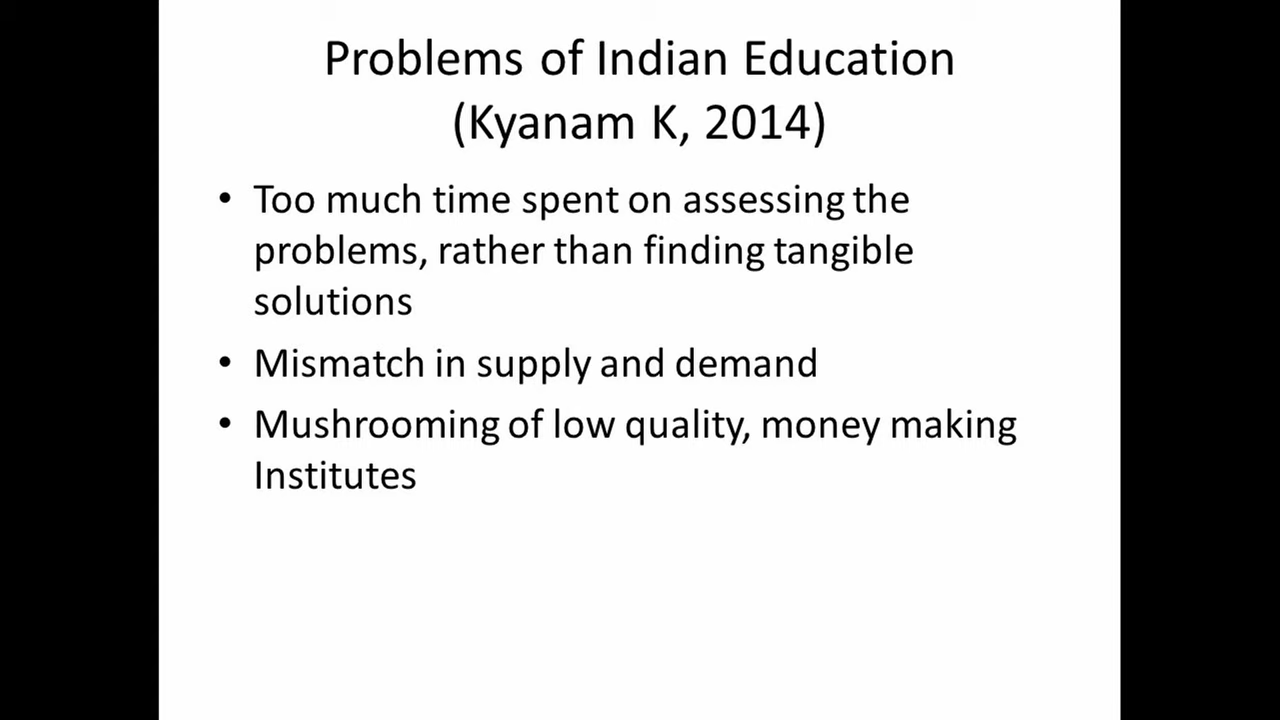 Problems of Indian Education
(Kyanam K, 2014)
• Too much time spent on assessing the
problems, rather than finding tangible
solutions
• Mismatch in supply and demand
• Mushrooming of low quality, money making
Institutes